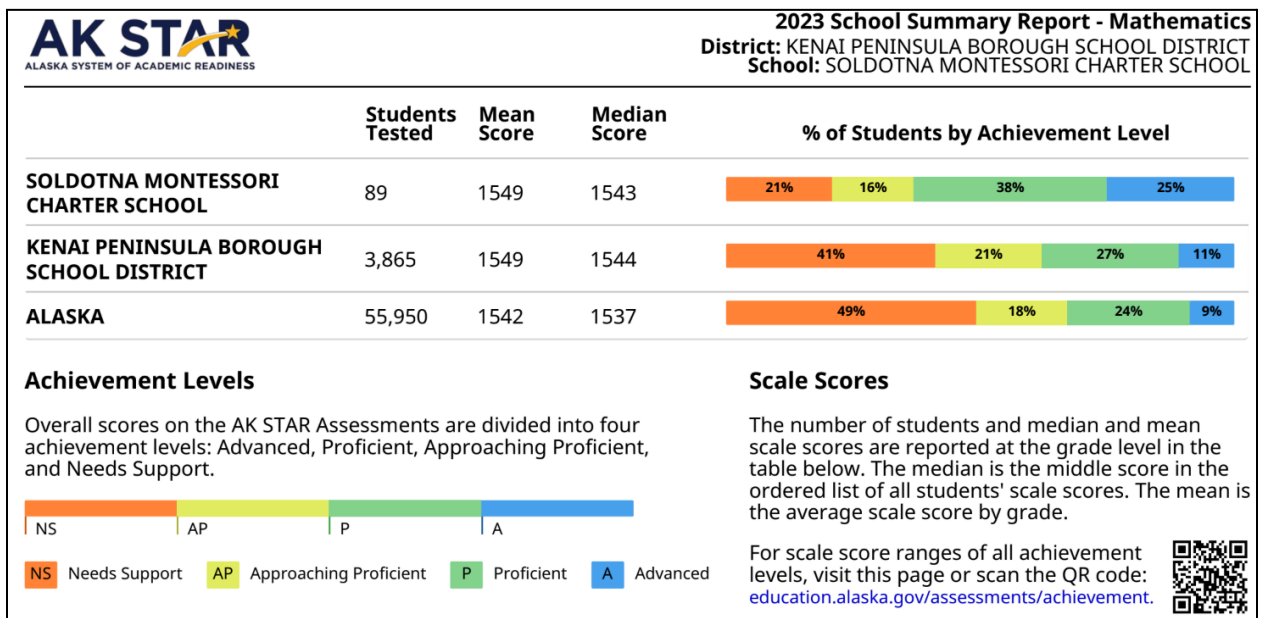 AK STAR
ALASKA SYSTEM OF ACADEMIC READINESS
2023 School Summary Report - Mathematics
District: KENAI PENINSULA BOROUGH SCHOOL DISTRICT
School: SOLDOTNA MONTESSORI CHARTER SCHOOL
Students Tested Mean Score Median Score % of Students by Achievement Level
SOLDOTNA MONTESSORI
CHARTER SCHOOL 89 1549 1543 21% 16% 38% 25%
KENAI PENINSULA BOROUGH
SCHOOL DISTRICT 3,865 1549 1544 41% 21% 27% 11%
ALASKA 55,950 1542 1537 49% 18% 24% 9%
Achievement Levels
Overall scores on the AK STAR Assessments are divided into four
achievement levels: Advanced, Proficient, Approaching Proficient,
and Needs Support.
NS AP P A
NS Needs Support AP Approaching Proficient P Proficient A Advanced
Scale Scores
The number of students and median and mean
scale scores are reported at the grade level in the
table below. The median is the middle score in the
ordered list of all students' scale scores. The mean is
the average scale score by grade.
For scale score ranges of all achievement
levels, visit this page or scan the QR code:
education.alaska.gov/assessments/achievement.